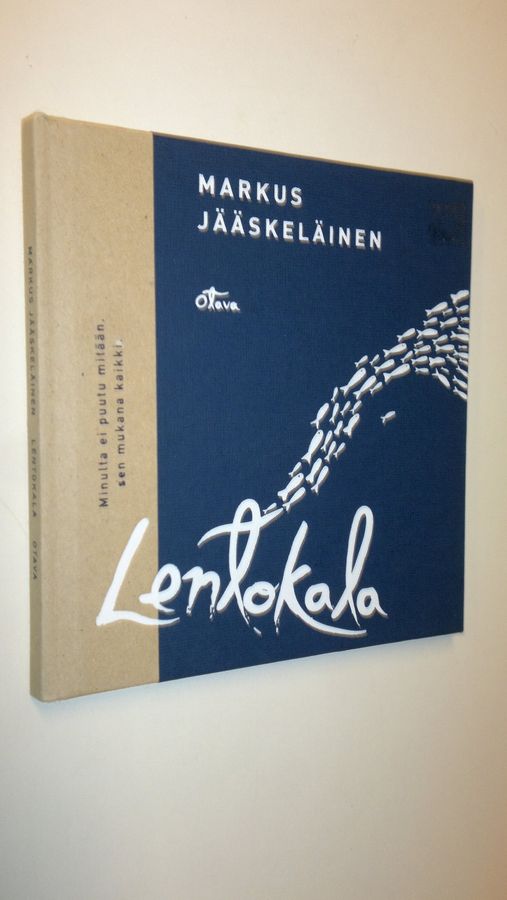 MARKUS
JÄÄSKELÄINEN
Otava
Minulta ei puutu mitään,
sen mukana kaikki.
Lentokala
MARKUS JÄÄSKELÄINEN LENTOKALA OTAVA